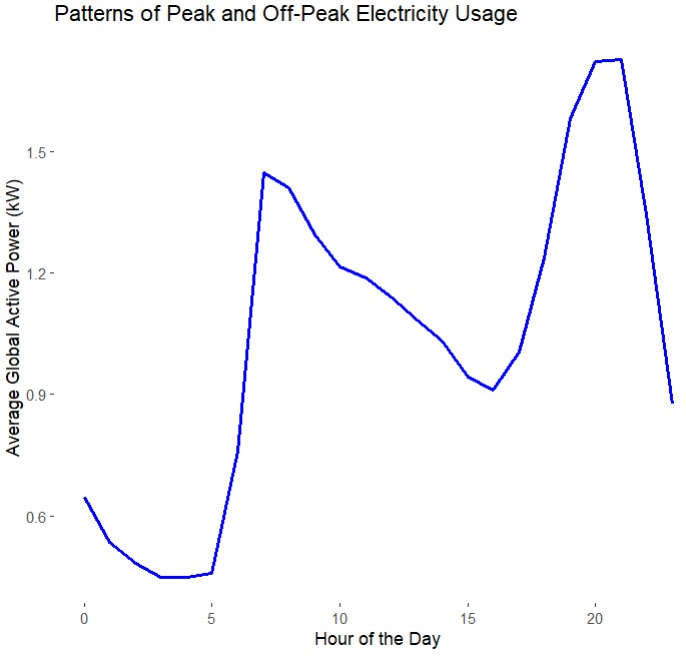 Patterns of Peak and Off-Peak Electricity Usage
Average Global Active Power (kW)
1.5
1.2
0.9
0.6
0 5 10 15 20
Hour of the Day